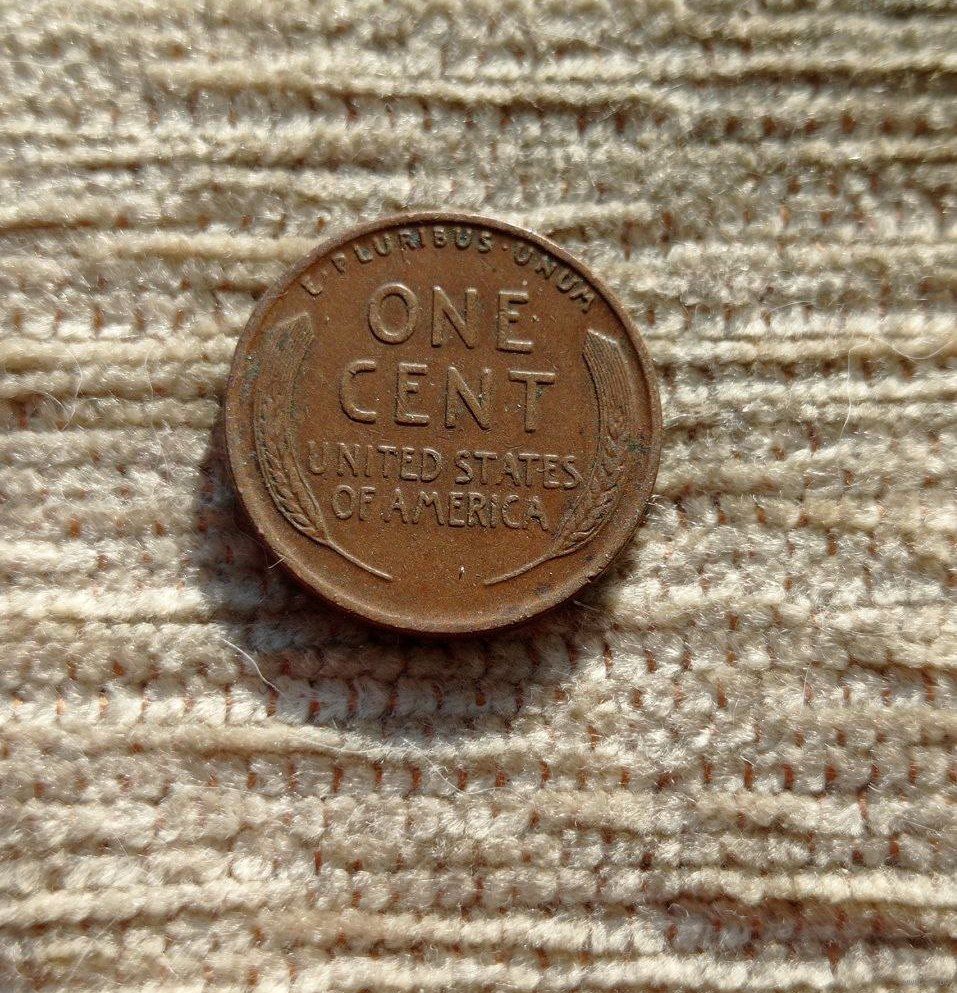 E·PLURIBUS·UNUM
ONE
CENT
UNITED STATES
OF AMERICA